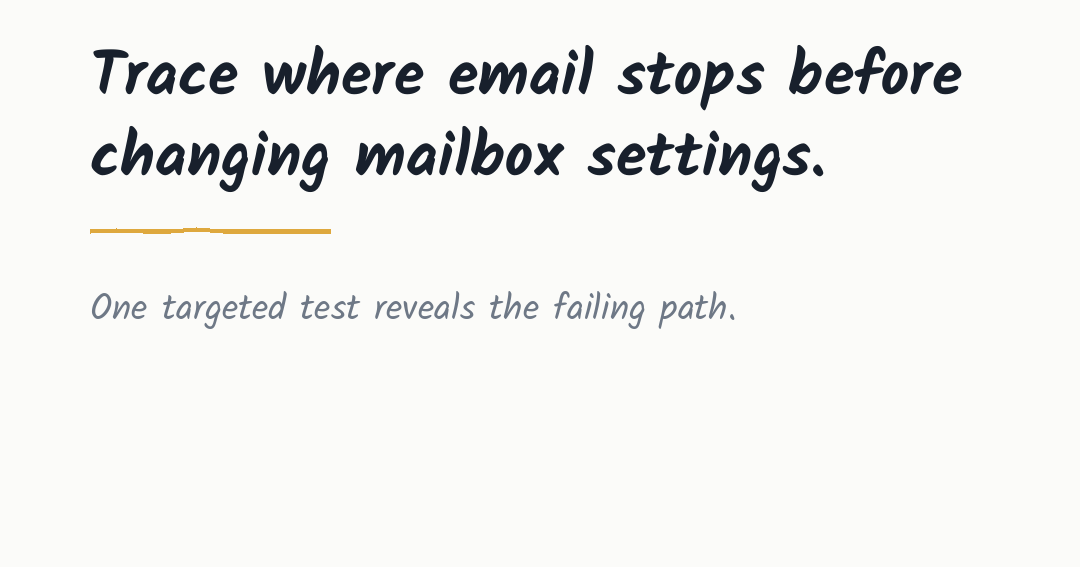 Trace where email stops before
changing mailbox settings.
One targeted test reveals the failing path.